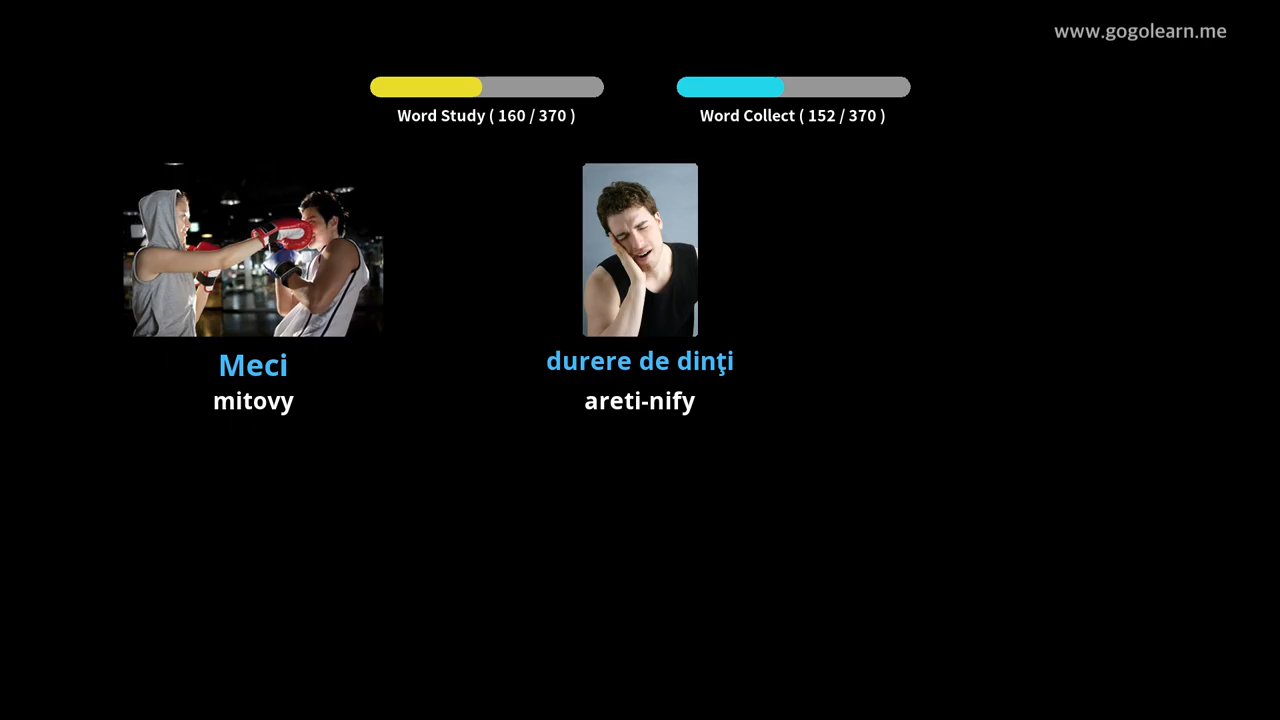 www.gogolearn.me
Word Study ( 160 / 370 )
Word Collect ( 152 / 370 )
Meci
mitovy
durere de dinţi
areti-nify